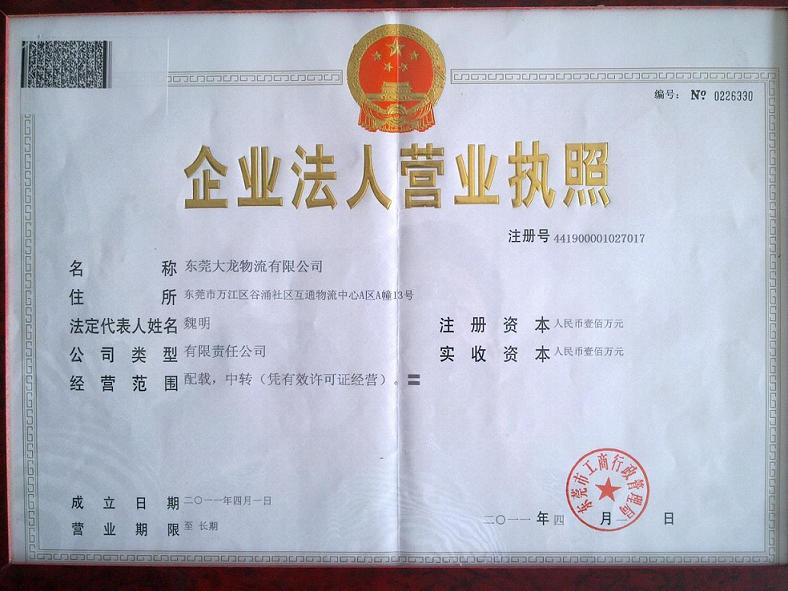 编号： No 0226330
企业法人营业执照
注册号 441900001027017
名称 东莞大龙物流有限公司
住所 东莞市万江区谷涌社区互通物流中心A区A幢13号
法定代表人姓名 魏明
注册资本 人民币壹佰万元
公司类型 有限责任公司
实收资本 人民币壹佰万元
经营范围 配载，中转（凭有效许可证经营）。〓
成立日期 二〇一一年四月一日
营业期限 至 长期
东莞市工商行政管理局
二〇一一 年 四 月 一 日